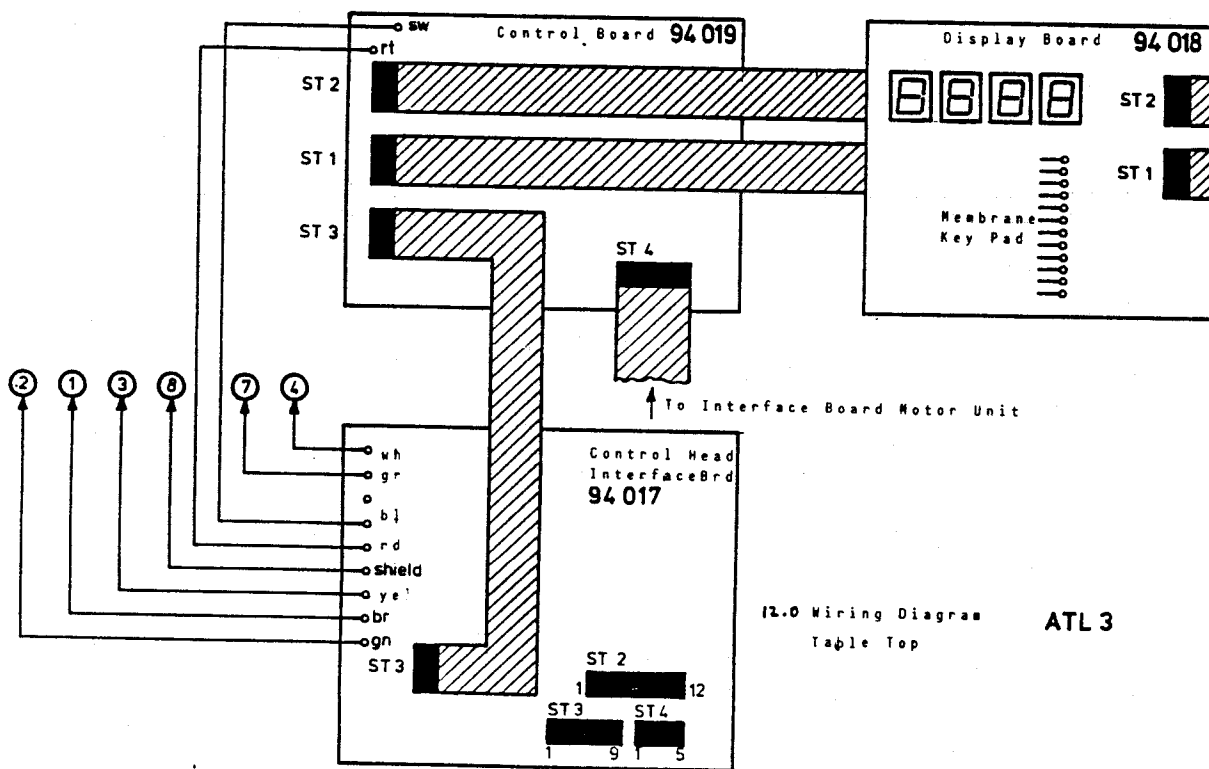 sw
Control Board 94 019
rt
ST 2
ST 1
ST 3
ST 4
Display Board 94 018
8888
ST 2
ST 1
Membrane
Key Pad
To Interface Board Motor Unit
2 1 3 8 7 4
Control Head
InterfaceBrd
94 017
wh
gr
bl
rd
shield
yel
br
gn
ST 3
ST 2
1 12
ST 3
1 9
ST 4
1 5
12.0 Wiring Diagram
Table Top
ATL 3